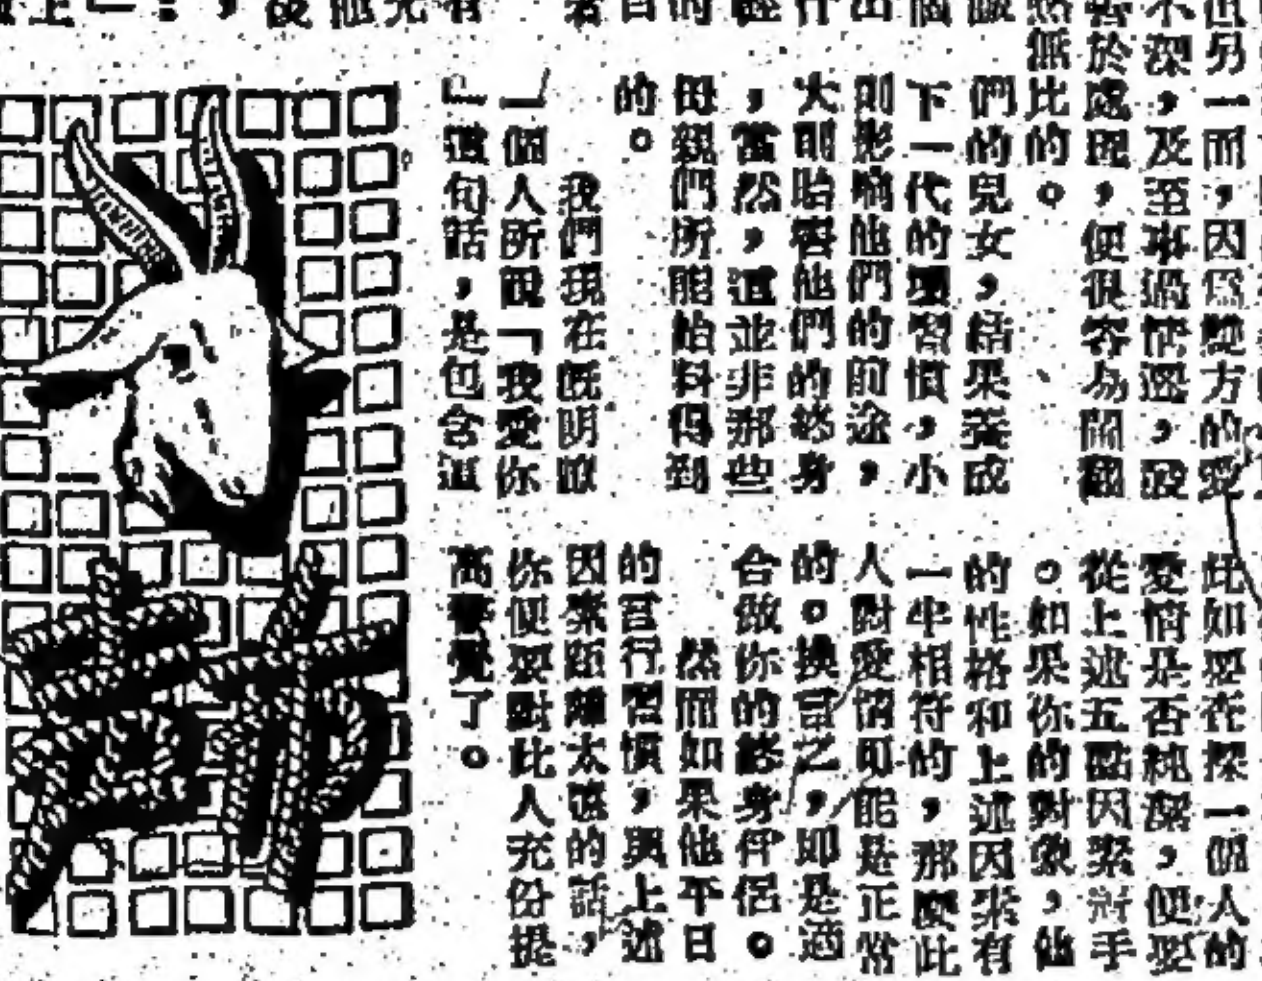 但另一面，因爲雙方的愛
不深，及至事過情遷，沒
於處理，便很容易鬧翻
無比的。
們的兒女，結果養成
下一代的壞習慣，小
則影响他們的前途，
大則貽害他們的終身
，當然，這並非那些
母親們所能始料得到
的。
我們現在既明瞭
一個人所說「我愛你
」這句話，是包含這
此如要在探一個人的
愛情是否純潔，便要
從上述五點因素着手
。如果你的對象，他
的性格和上述因素有
一半相符的，那麼此
人對愛情可能是正常
的。換言之，即是適
合做你的終身伴侶。
然而如果他平日
的言行習慣，與上述
因素距離太遠的話，
你便要對此人充份提
高警覺了。